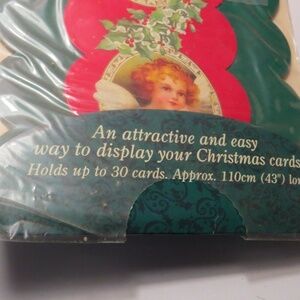 An attractive and easy
way to display your Christmas cards
Holds up to 30 cards. Approx. 110cm (43")